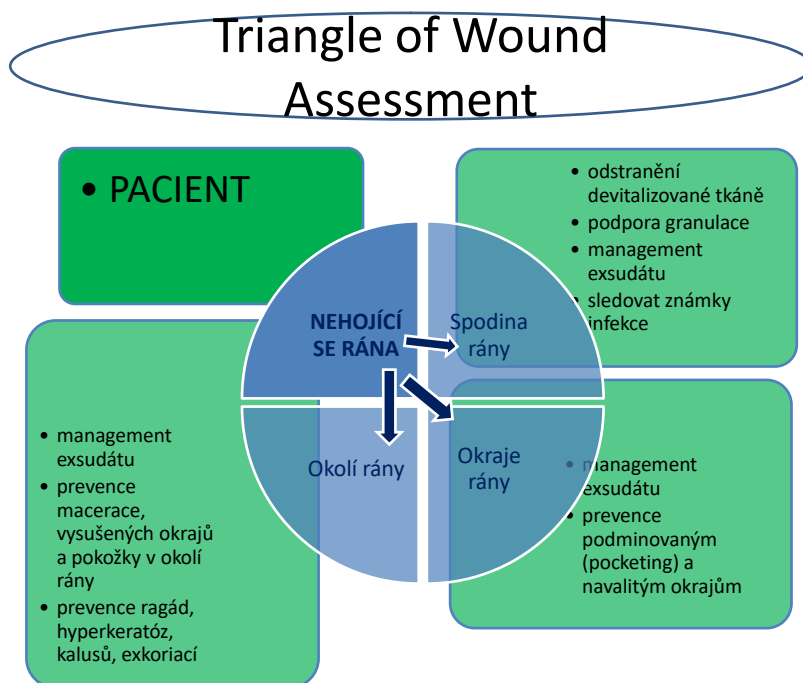 Triangle of Wound
Assessment
• PACIENT
• odstranění
devitalizované tkáně
• podpora granulace
• management
exsudátu
• sledovat známky
infekce
NEHOJÍCÍ
SE RÁNA
Spodina
rány
Okolí rány
Okraje
rány
• management
exsudátu
• prevence
macerace,
vysušených okrajů
a pokožky v okolí
rány
• prevence ragád,
hyperkeratóz,
kalusů, exkoriací
• management
exsudátu
• prevence
podminovaným
(pocketing) a
navalitým okrajům